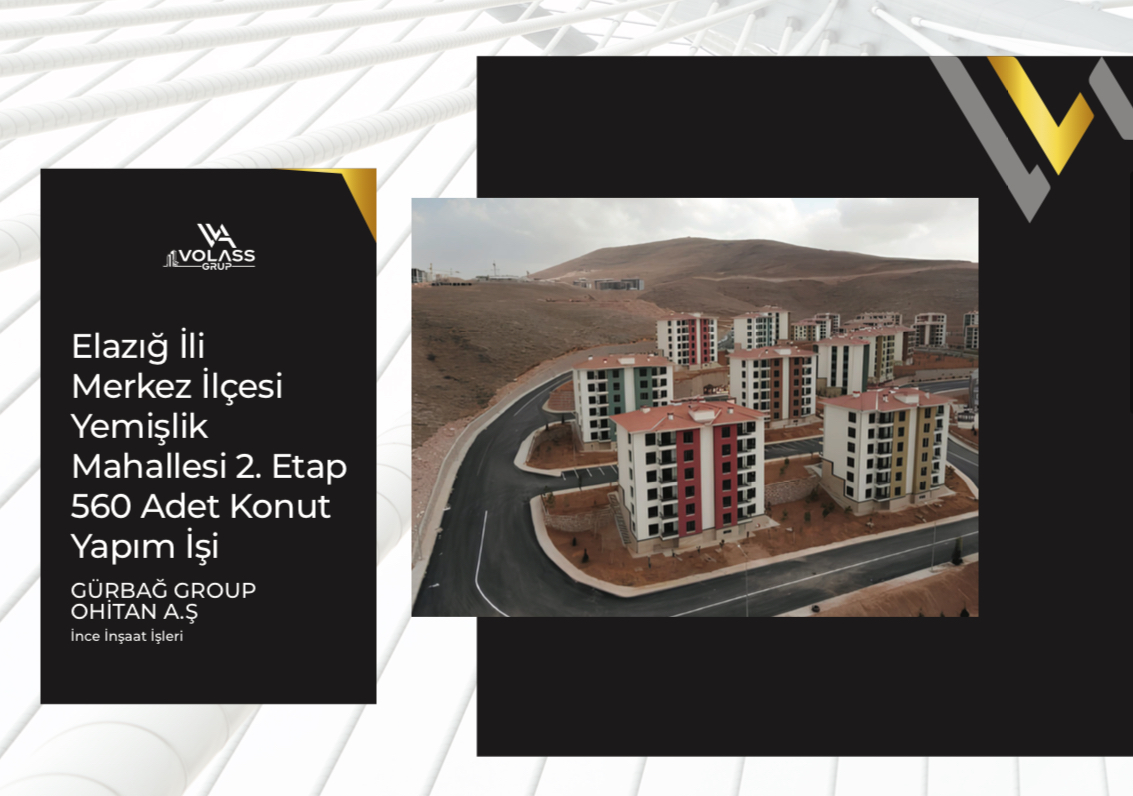 VOLASS
GRUP
Elazığ İli
Merkez İlçesi
Yemişlik
Mahallesi 2. Etap
560 Adet Konut
Yapım İşi
GÜRBAĞ GROUP
OHİTAN A.Ş
İnce İnşaat İşleri